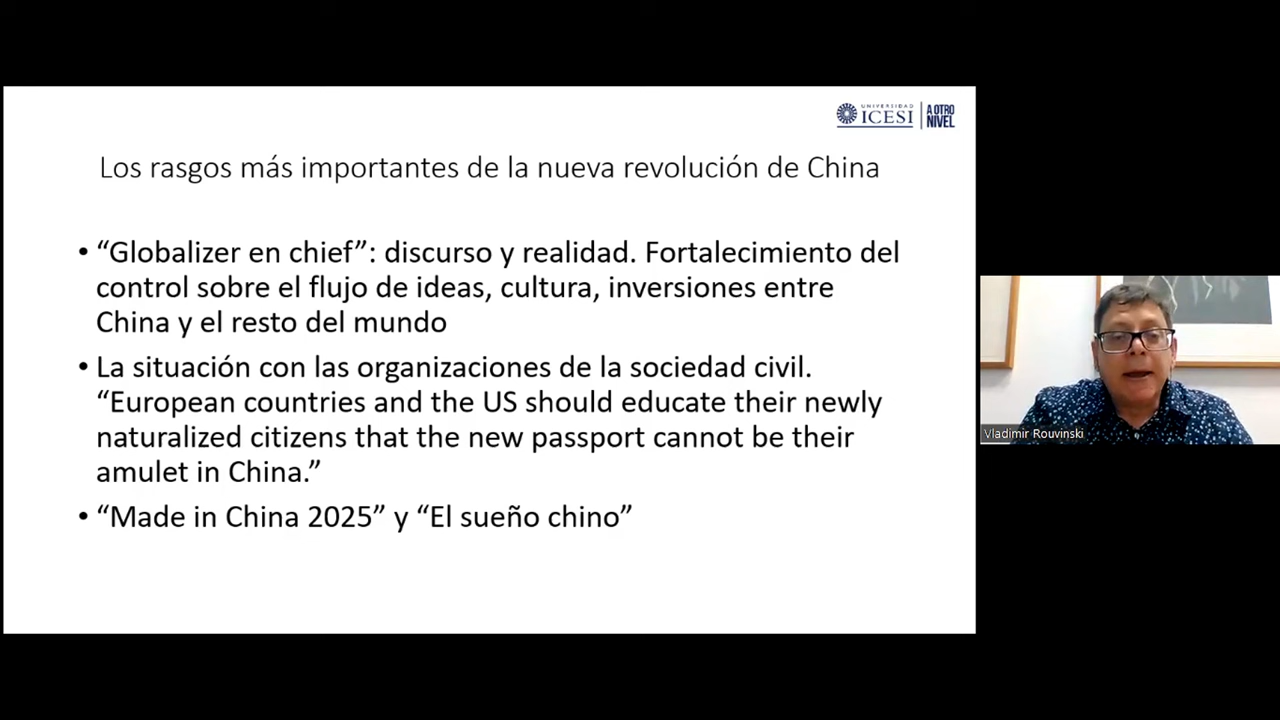 UNIVERSIDAD
ICESI
A OTRO
NIVEL
Los rasgos más importantes de la nueva revolución de China
• “Globalizer en chief”: discurso y realidad. Fortalecimiento del
control sobre el flujo de ideas, cultura, inversiones entre
China y el resto del mundo
• La situación con las organizaciones de la sociedad civil.
“European countries and the US should educate their newly
naturalized citizens that the new passport cannot be their
amulet in China.”
• “Made in China 2025” y “El sueño chino”
Vladimir Rouvinski